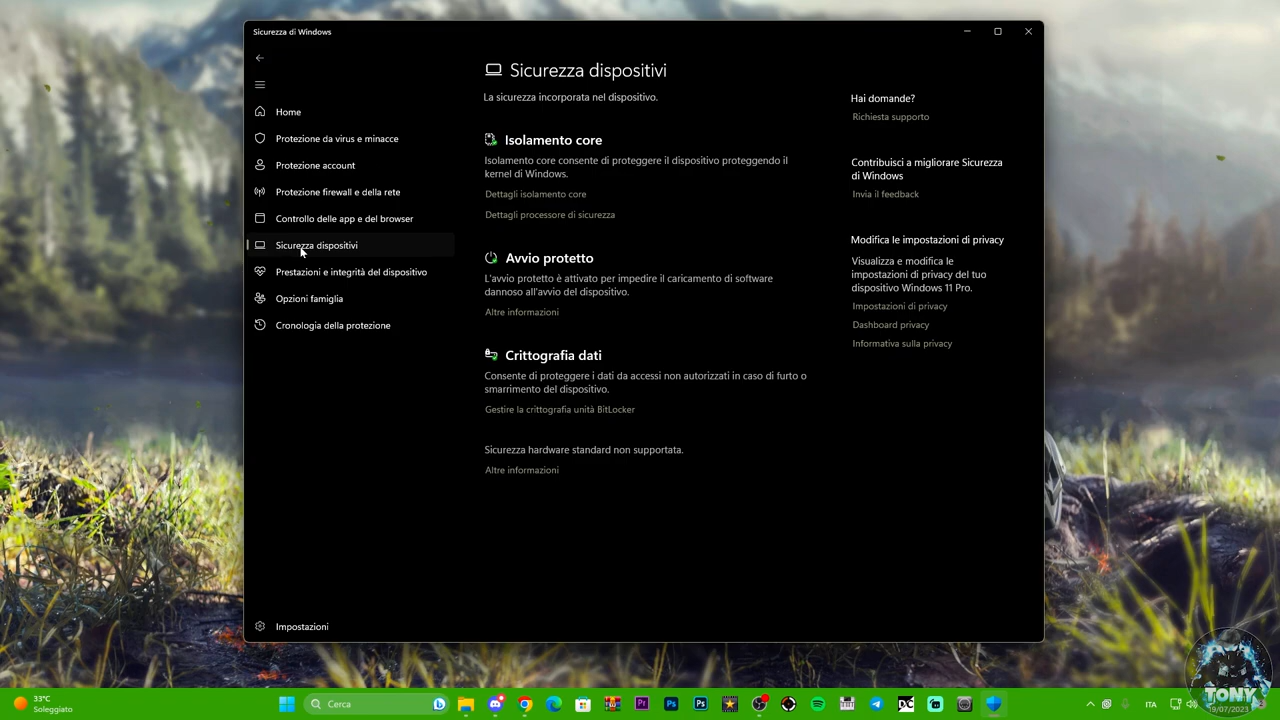 Sicurezza di Windows
Home
Protezione da virus e minacce
Protezione account
Protezione firewall e della rete
Controllo delle app e del browser
Sicurezza dispositivi
Prestazioni e integrità del dispositivo
Opzioni famiglia
Cronologia della protezione
Impostazioni
Sicurezza dispositivi
La sicurezza incorporata nel dispositivo.
Isolamento core
Isolamento core consente di proteggere il dispositivo proteggendo il
kernel di Windows.
Dettagli isolamento core
Dettagli processore di sicurezza
Avvio protetto
L'avvio protetto è attivato per impedire il caricamento di software
dannoso all'avvio del dispositivo.
Altre informazioni
Crittografia dati
Consente di proteggere i dati da accessi non autorizzati in caso di furto o
smarrimento del dispositivo.
Gestire la crittografia unità BitLocker
Sicurezza hardware standard non supportata.
Altre informazioni
Hai domande?
Richiesta supporto
Contribuisci a migliorare Sicurezza
di Windows
Invia il feedback
Modifica le impostazioni di privacy
Visualizza e modifica le
impostazioni di privacy del tuo
dispositivo Windows 11 Pro.
Impostazioni di privacy
Dashboard privacy
Informativa sulla privacy
33°C
Soleggiato
Cerca
Pr
Ps
Ps
ITA
TONY
19/07/2023